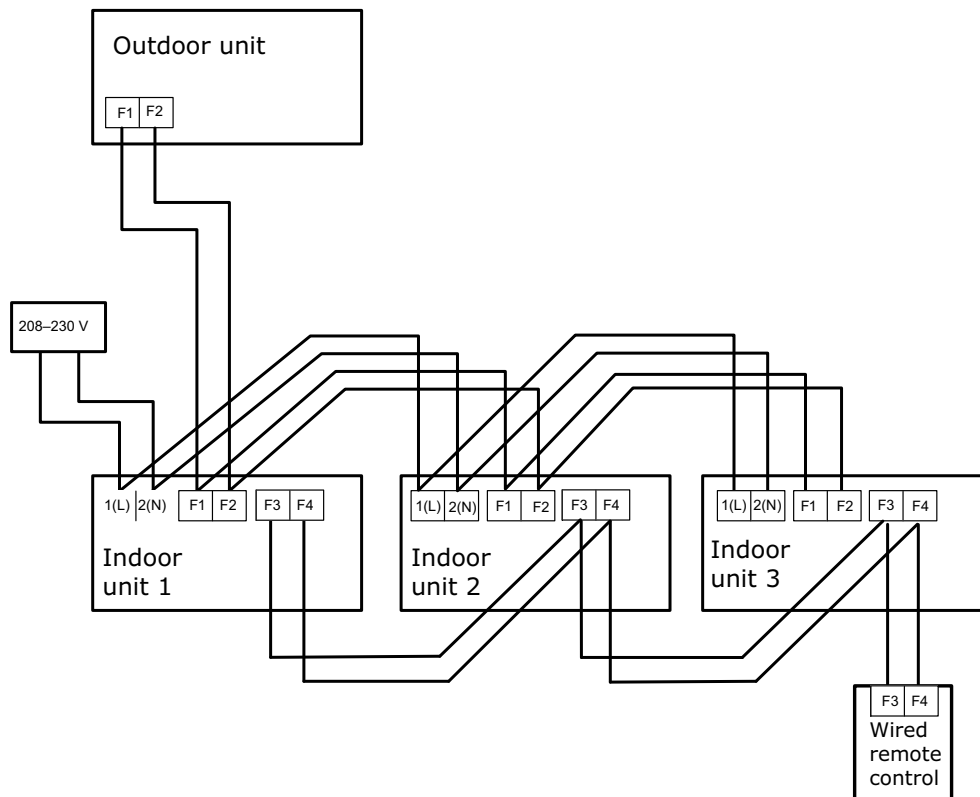 Outdoor unit
F1 F2
208–230 V
1(L) 2(N) F1 F2 F3 F4
Indoor
unit 1
1(L) 2(N) F1 F2 F3 F4
Indoor
unit 2
1(L) 2(N) F1 F2 F3 F4
Indoor
unit 3
F3 F4
Wired
remote
control